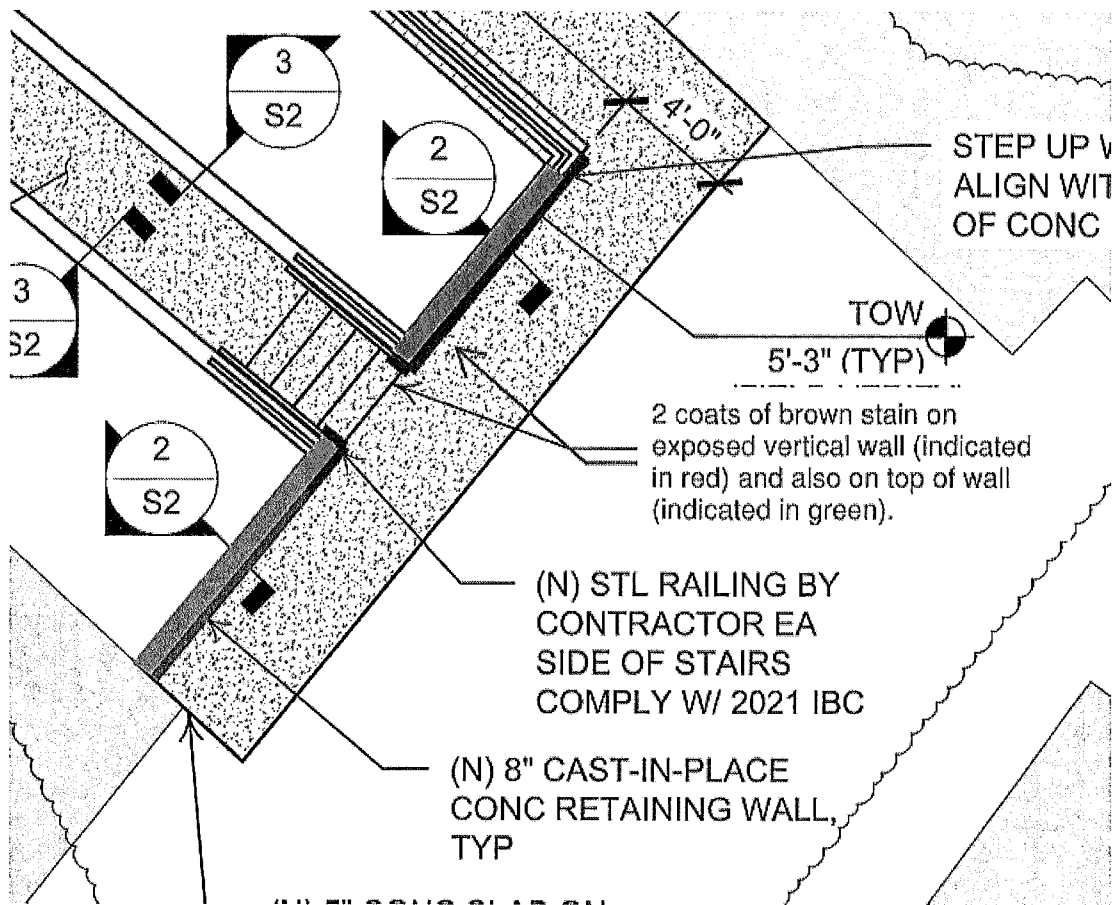 3
S2
2
S2
4'-0"
STEP UP
ALIGN
OF CONC
3
S2
TOW
5'-3" (TYP)
2 coats of brown stain on
exposed vertical wall (indicated
in red) and also on top of wall
(indicated in green).
2
S2
(N) STL RAILING BY
CONTRACTOR EA
SIDE OF STAIRS
COMPLY W/ 2021 IBC
(N) 8" CAST-IN-PLACE
CONC RETAINING WALL,
TYP